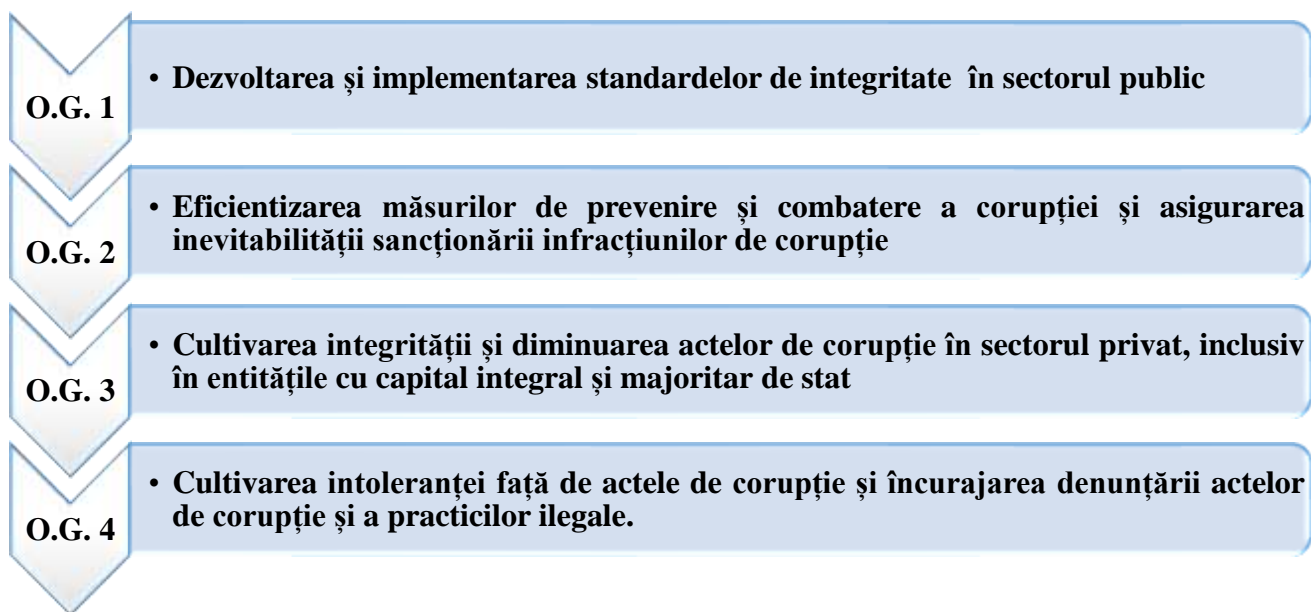 O.G. 1
• Dezvoltarea și implementarea standardelor de integritate în sectorul public
O.G. 2
• Eficientizarea măsurilor de prevenire și combatere a corupției și asigurarea
inevitabilității sancționării infracțiunilor de corupție
O.G. 3
• Cultivarea integrității și diminuarea actelor de corupție în sectorul privat, inclusiv
în entitățile cu capital integral și majoritar de stat
O.G. 4
• Cultivarea intoleranței față de actele de corupție și încurajarea denunțării actelor
de corupție și a practicilor ilegale.